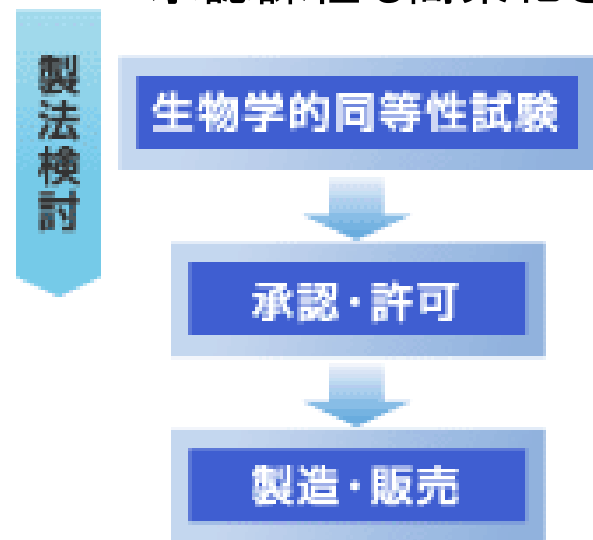 製法検討
生物学的同等性試験
承認・許可
製造・販売